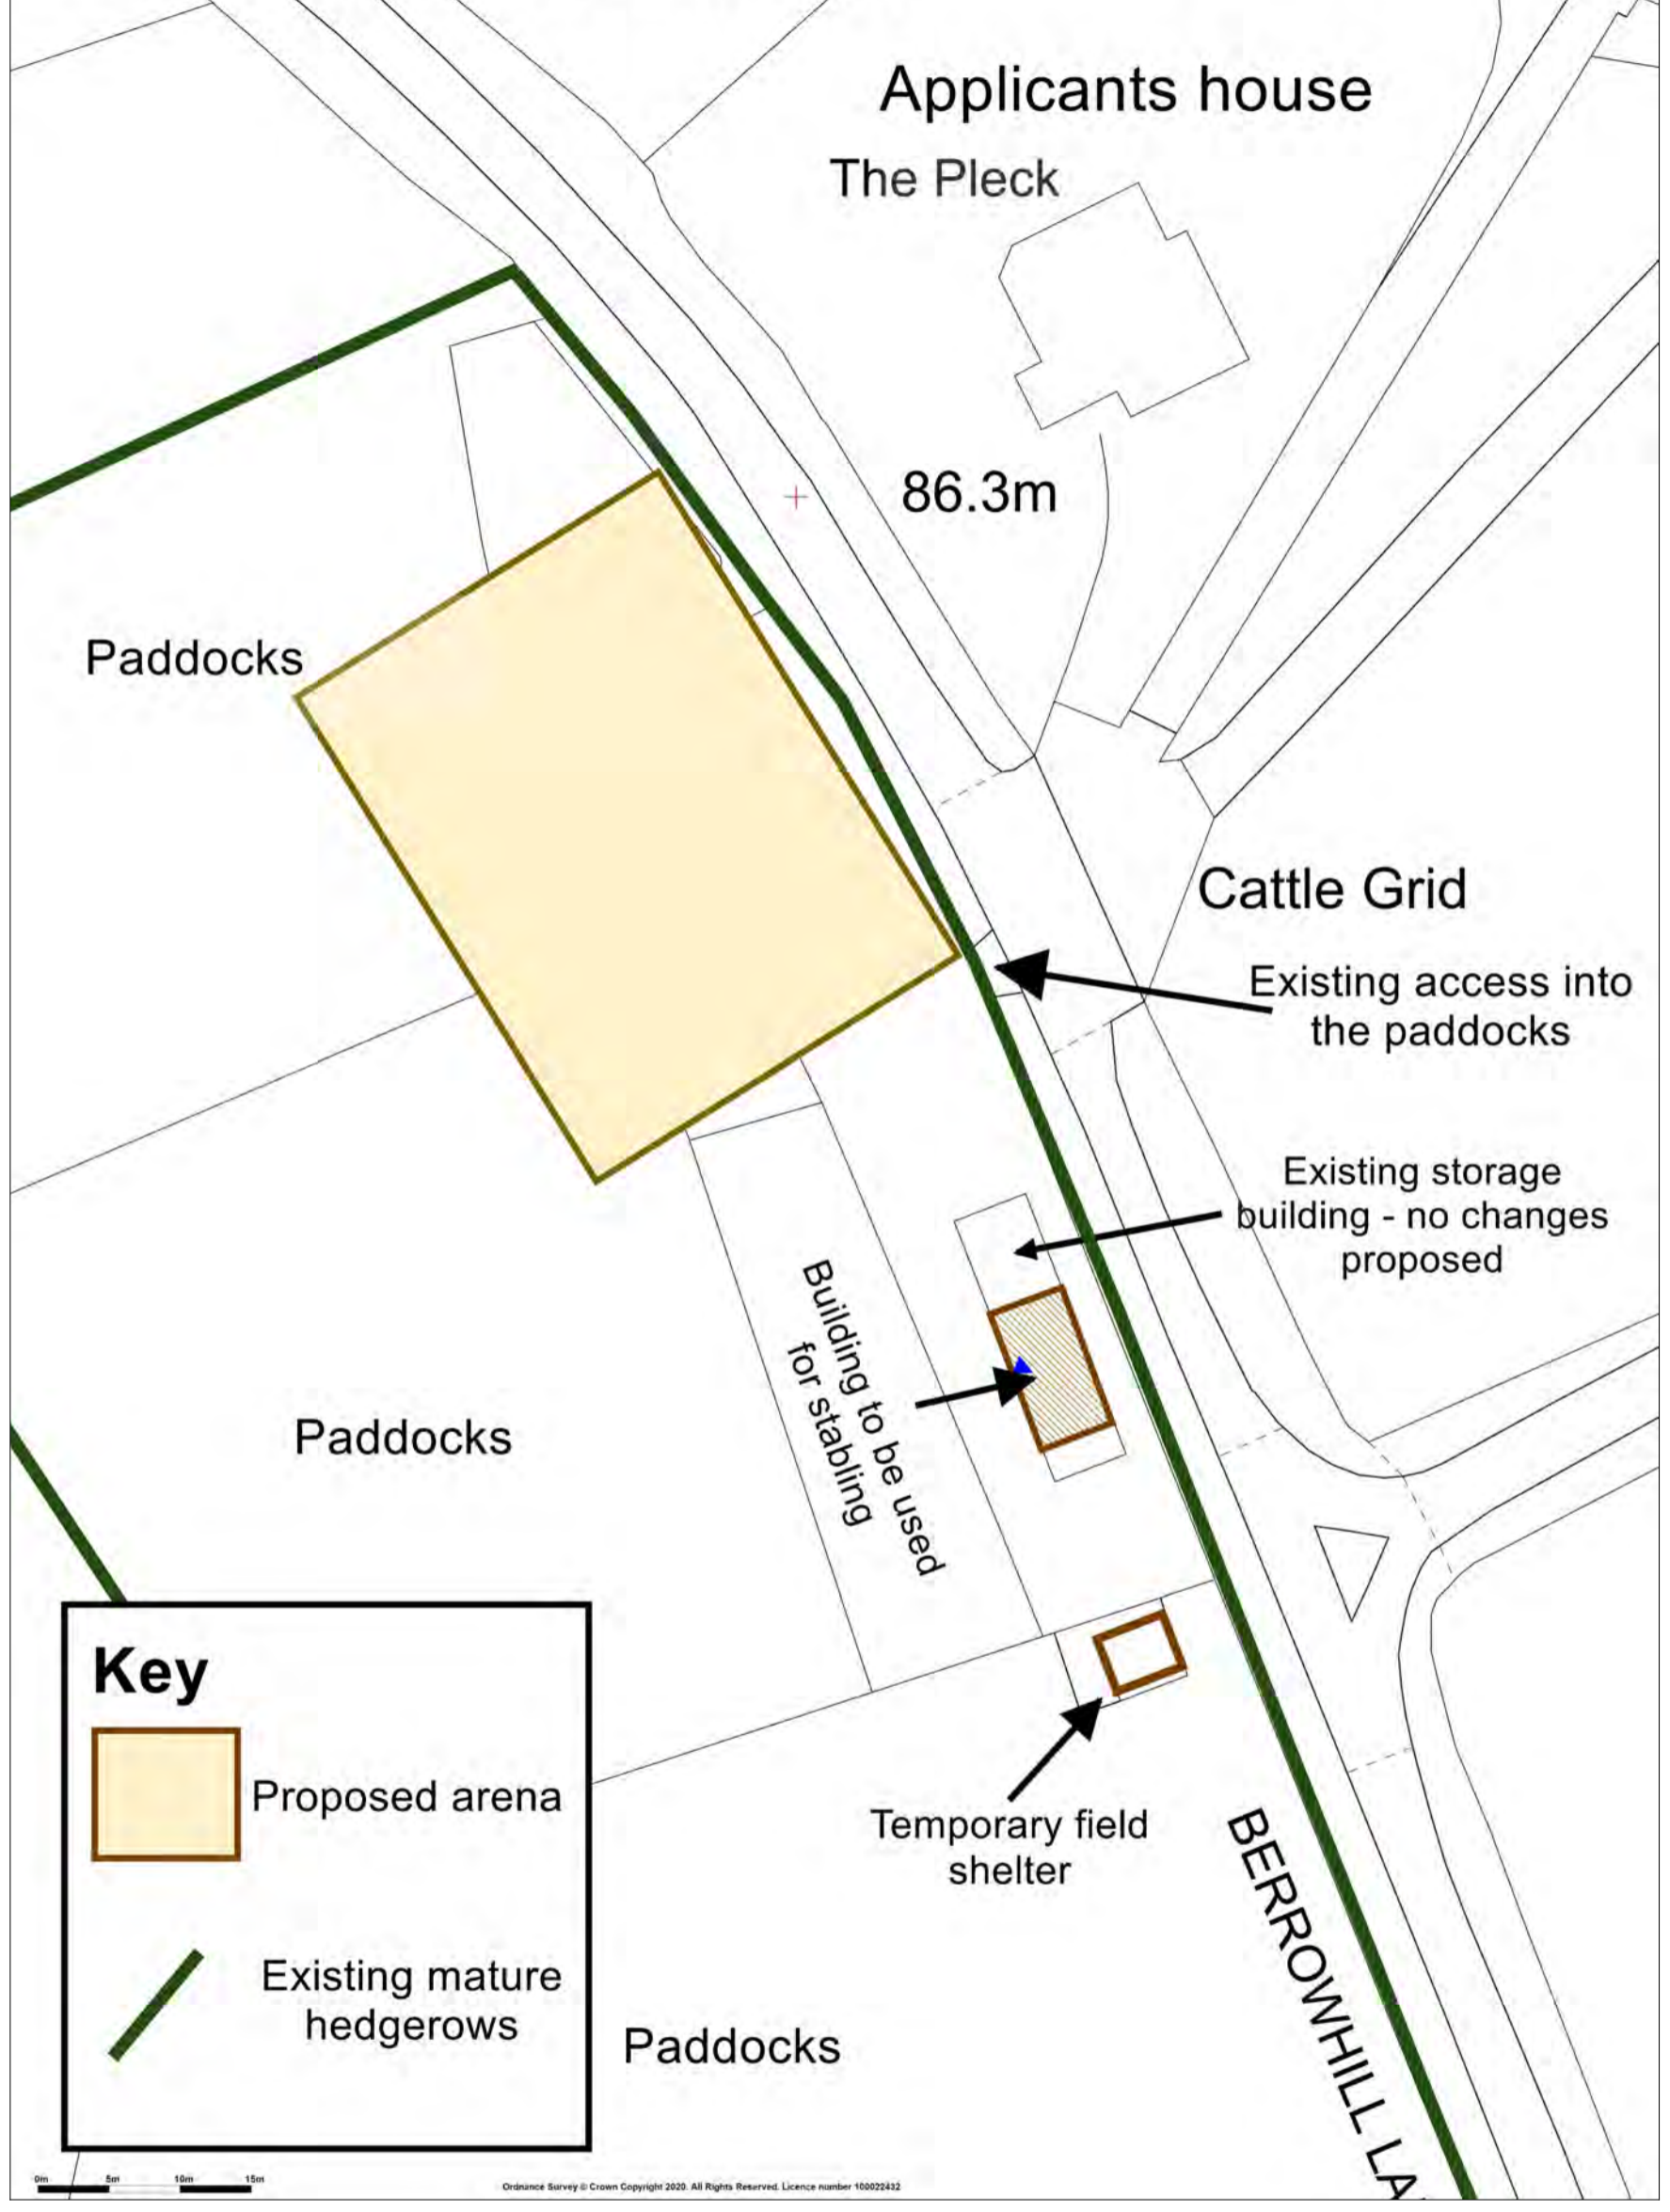 Applicants house
The Pleck
86.3m
Paddocks
Cattle Grid
Existing access into
the paddocks
Existing storage
building - no changes
proposed
Building to be used
for stabling
Paddocks
Temporary field
shelter
BERROWHILL LA
Key
Proposed arena
Existing mature
hedgerows
Paddocks
0m 5m 10m 15m
Ordnance Survey © Crown Copyright 2020. All Rights Reserved. Licence number 100022432